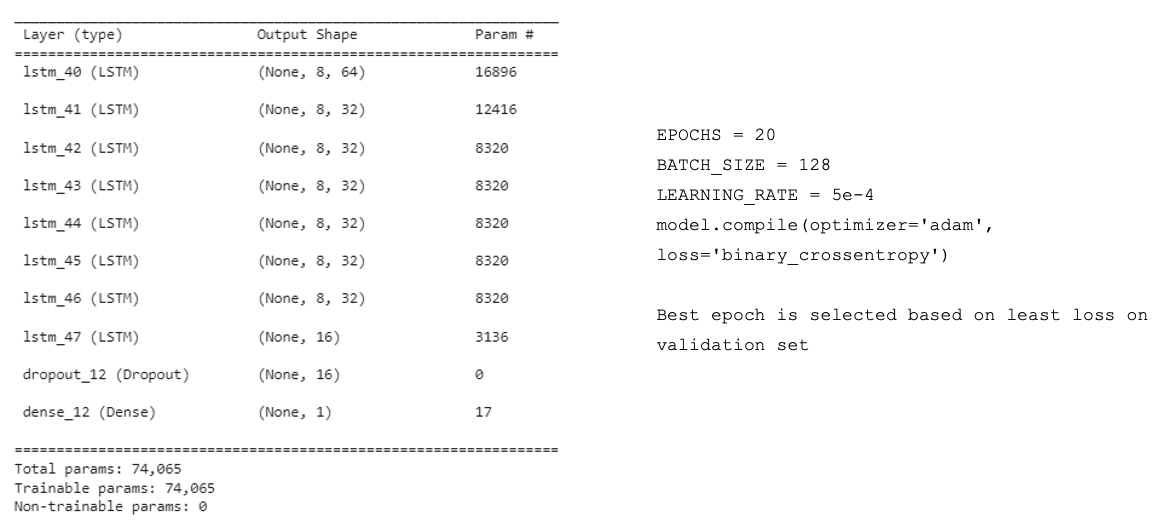 Layer (type) Output Shape Param #
lstm_40 (LSTM) (None, 8, 64) 16896
lstm_41 (LSTM) (None, 8, 32) 12416
lstm_42 (LSTM) (None, 8, 32) 8320
lstm_43 (LSTM) (None, 8, 32) 8320
lstm_44 (LSTM) (None, 8, 32) 8320
lstm_45 (LSTM) (None, 8, 32) 8320
lstm_46 (LSTM) (None, 8, 32) 8320
lstm_47 (LSTM) (None, 16) 3136
dropout_12 (Dropout) (None, 16) 0
dense_12 (Dense) (None, 1) 17
Total params: 74,065
Trainable params: 74,065
Non-trainable params: 0
EPOCHS = 20
BATCH_SIZE = 128
LEARNING_RATE = 5e-4
model.compile(optimizer='adam',
loss='binary_crossentropy')
Best epoch is selected based on least loss on
validation set